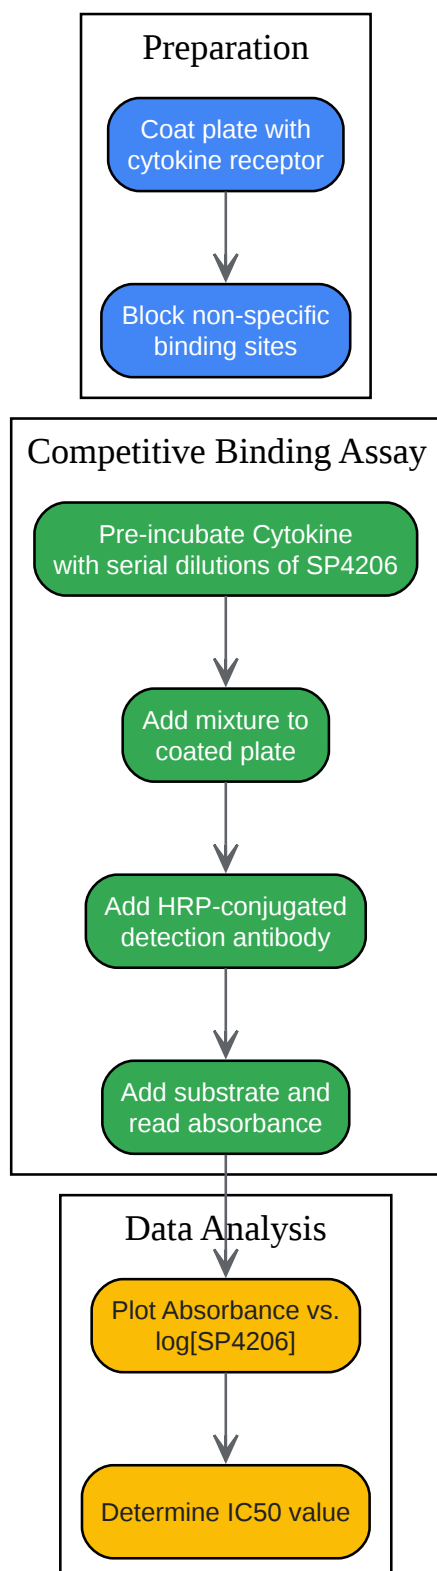 Preparation
Coat plate with
cytokine receptor
Block non-specific
binding sites
Competitive Binding Assay
Pre-incubate Cytokine
with serial dilutions of SP4206
Add mixture to
coated plate
Add HRP-conjugated
detection antibody
Add substrate and
read absorbance
Data Analysis
Plot Absorbance vs.
log[SP4206]
Determine IC50 value